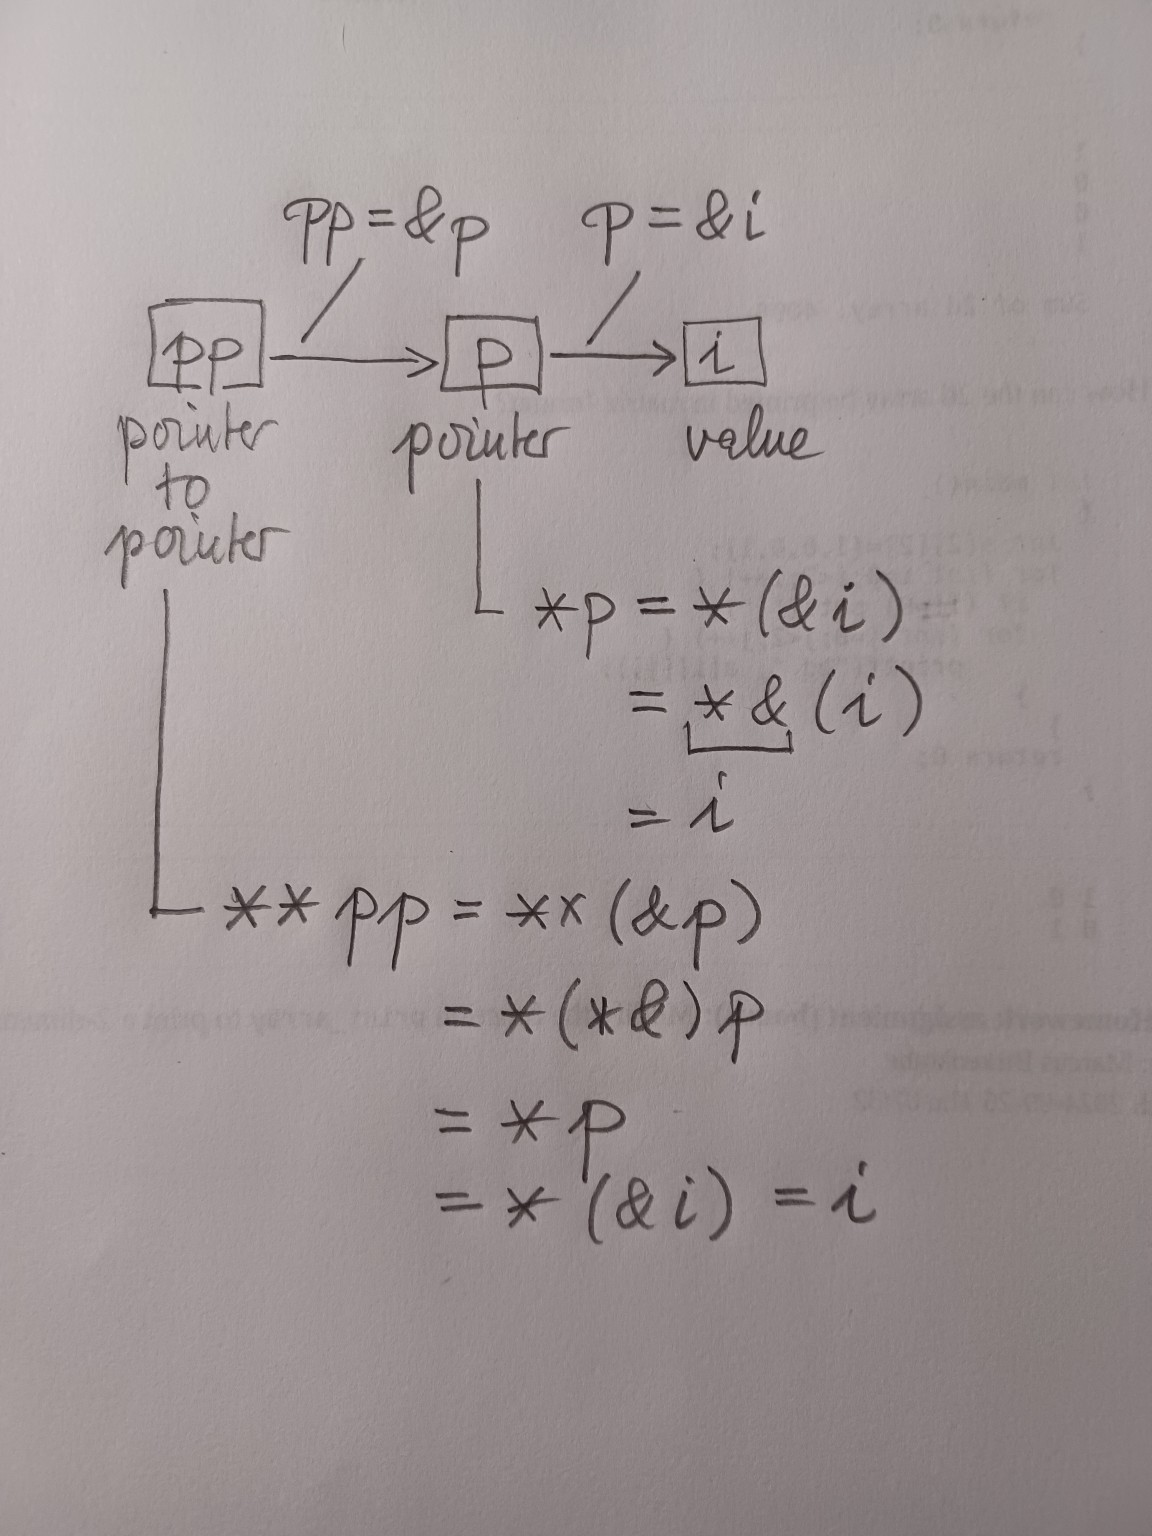 pp = &p p = &i
pp p i
pointer to pointer pointer value
*p = *(&i) =
= *&(i)
= i
**pp = **(&p)
= *(*&)p
= *p
= *(&i) = i